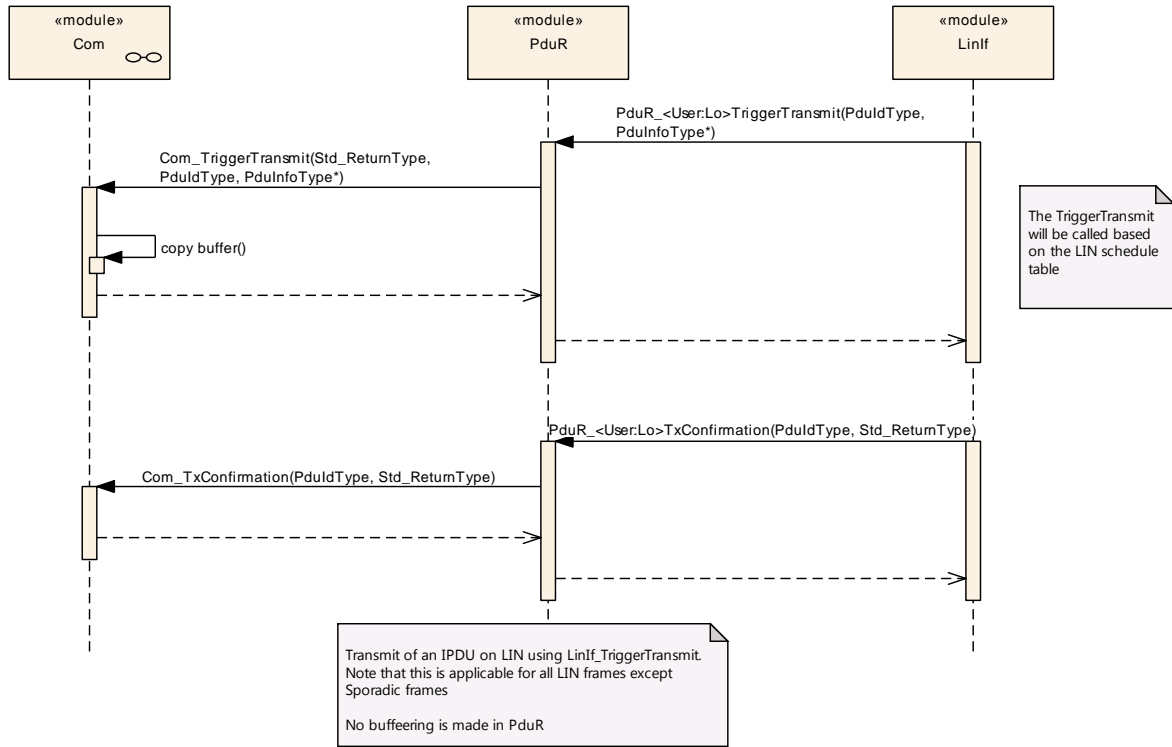 «module»
Com
«module»
PduR
«module»
LinIf
PduR_<User:Lo>TriggerTransmit(PduIdType,
PduInfoType*)
Com_TriggerTransmit(Std_ReturnType,
PduIdType, PduInfoType*)
The TriggerTransmit
will be called based
on the LIN schedule
table
copy buffer()
PduR_<User:Lo>TxConfirmation(PduIdType, Std_ReturnType)
Com_TxConfirmation(PduIdType, Std_ReturnType)
Transmit of an IPDU on LIN using LinIf_TriggerTransmit.
Note that this is applicable for all LIN frames except
Sporadic frames
No buffeering is made in PduR